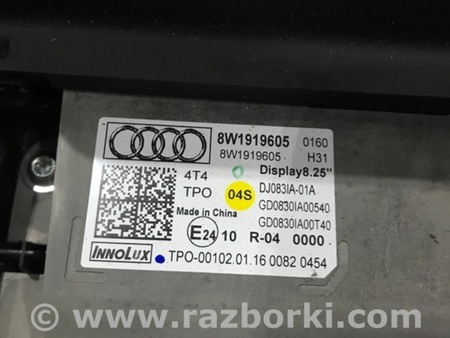 8W1919605 0160
8W1919605 H31
4T4 Display8.25"
TPO 04S DJ083IA-01A
GD0830IA00540
Made in China GD0830IA00T40
E24 10 R-04 0000
INNOLUX TPO-00102.01.16 0082 0454
© www.razborki.com